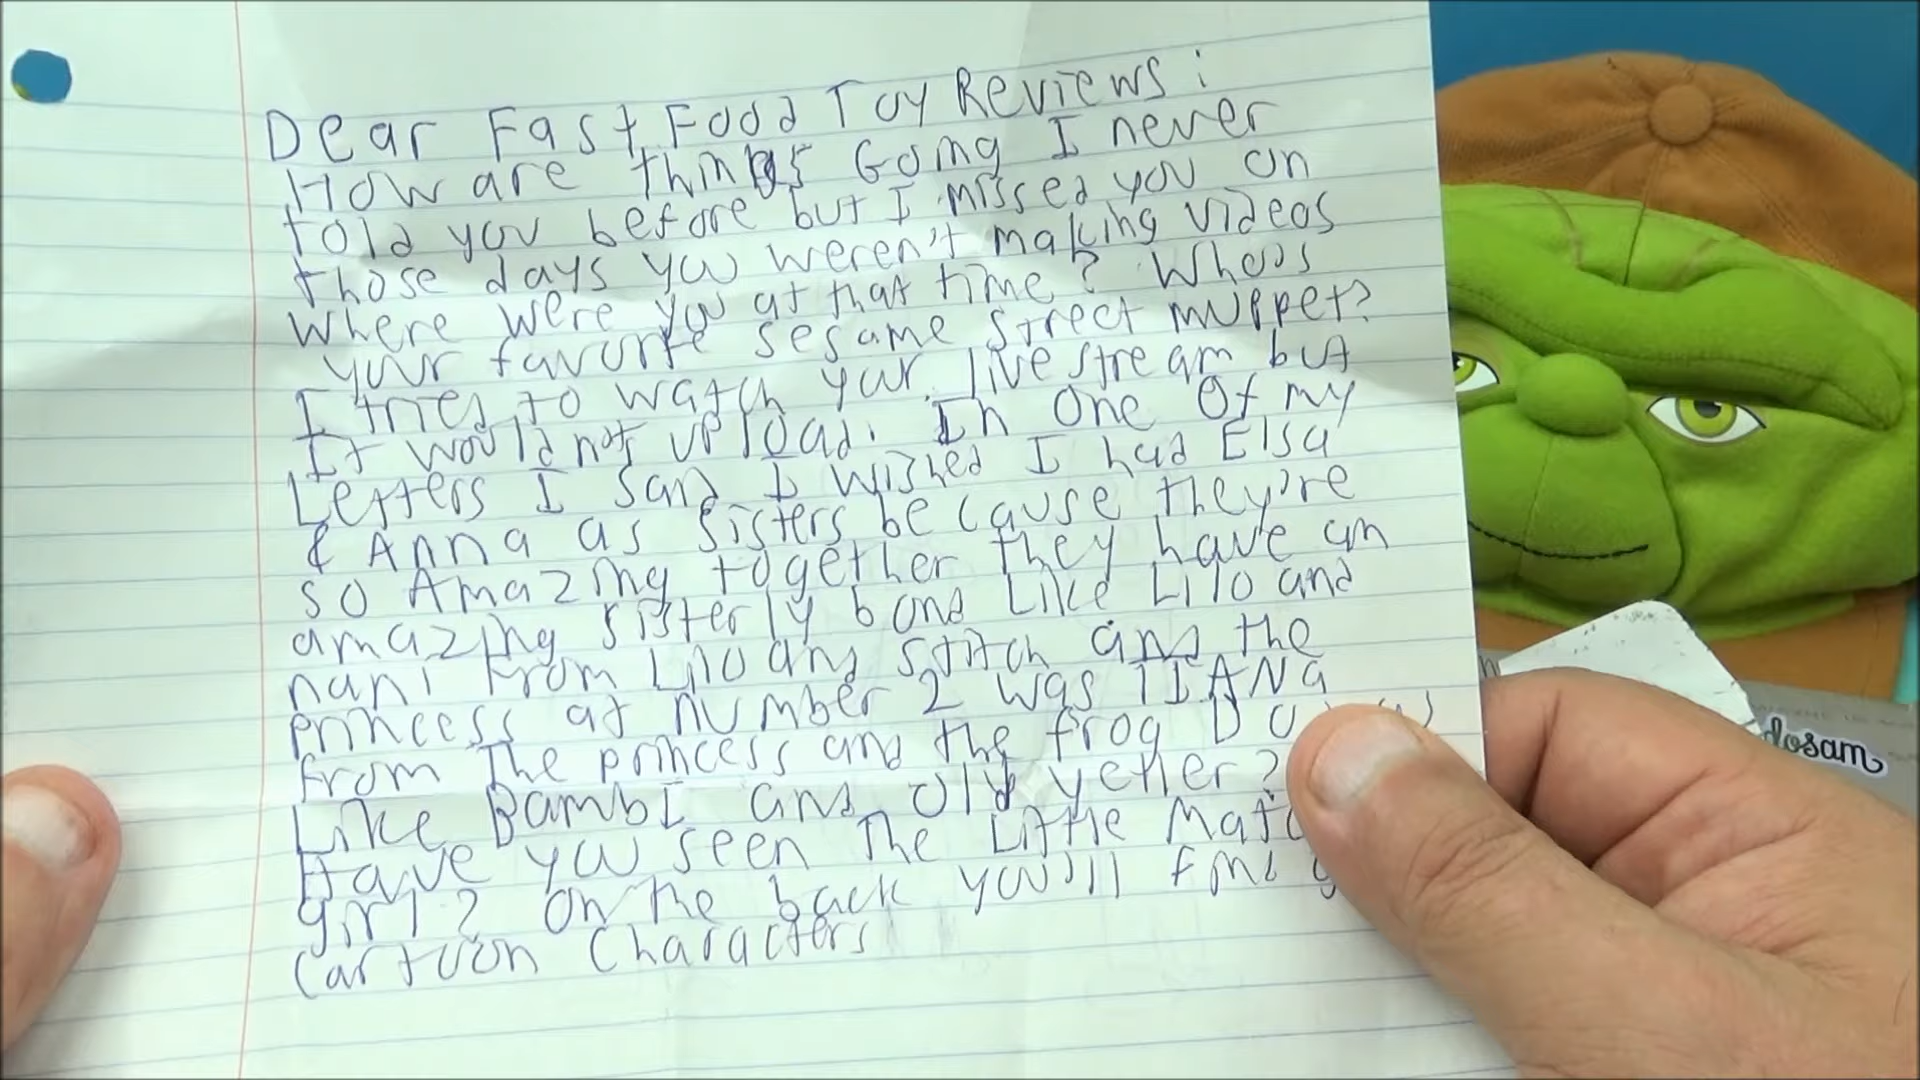 Dear Fast Food Toy Reviews:
How are things Going I never
told you before but I missed you on
those days you weren't making videos
where were you at that time? Who's
your favorite sesame street muppet?
I tried to watch your livestream but
It would not upload. In one of my
Letters I said I wished I had Elsa
& Anna as sisters because they're
so Amazing together they have an
amazing sisterly bond Like Lilo and
nani from Lilo and stitch and the
princess at number 2 was TIANa
from The princess and the frog
Like BambI and old yeller?
Have you seen The Little
girl? On the back you'll find
cartoon characters
dosam